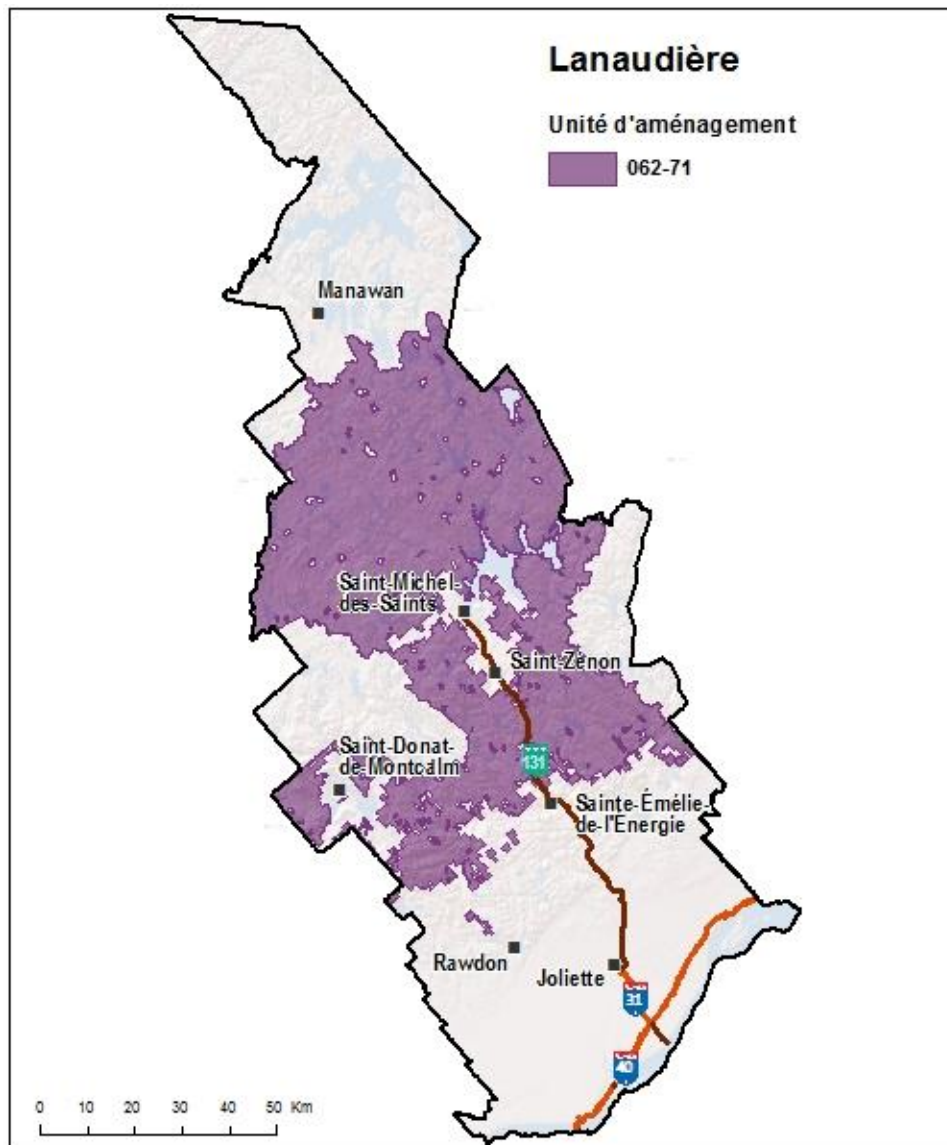 Lanaudière
Unité d'aménagement
062-71
Manawan
Saint-Michel-
des-Saints
Saint-Zénon
Saint-Donat-
de-Montcalm
131
Sainte-Émélie-
de-l'Energie
Rawdon
Joliette
31
40
0 10 20 30 40 50 Km